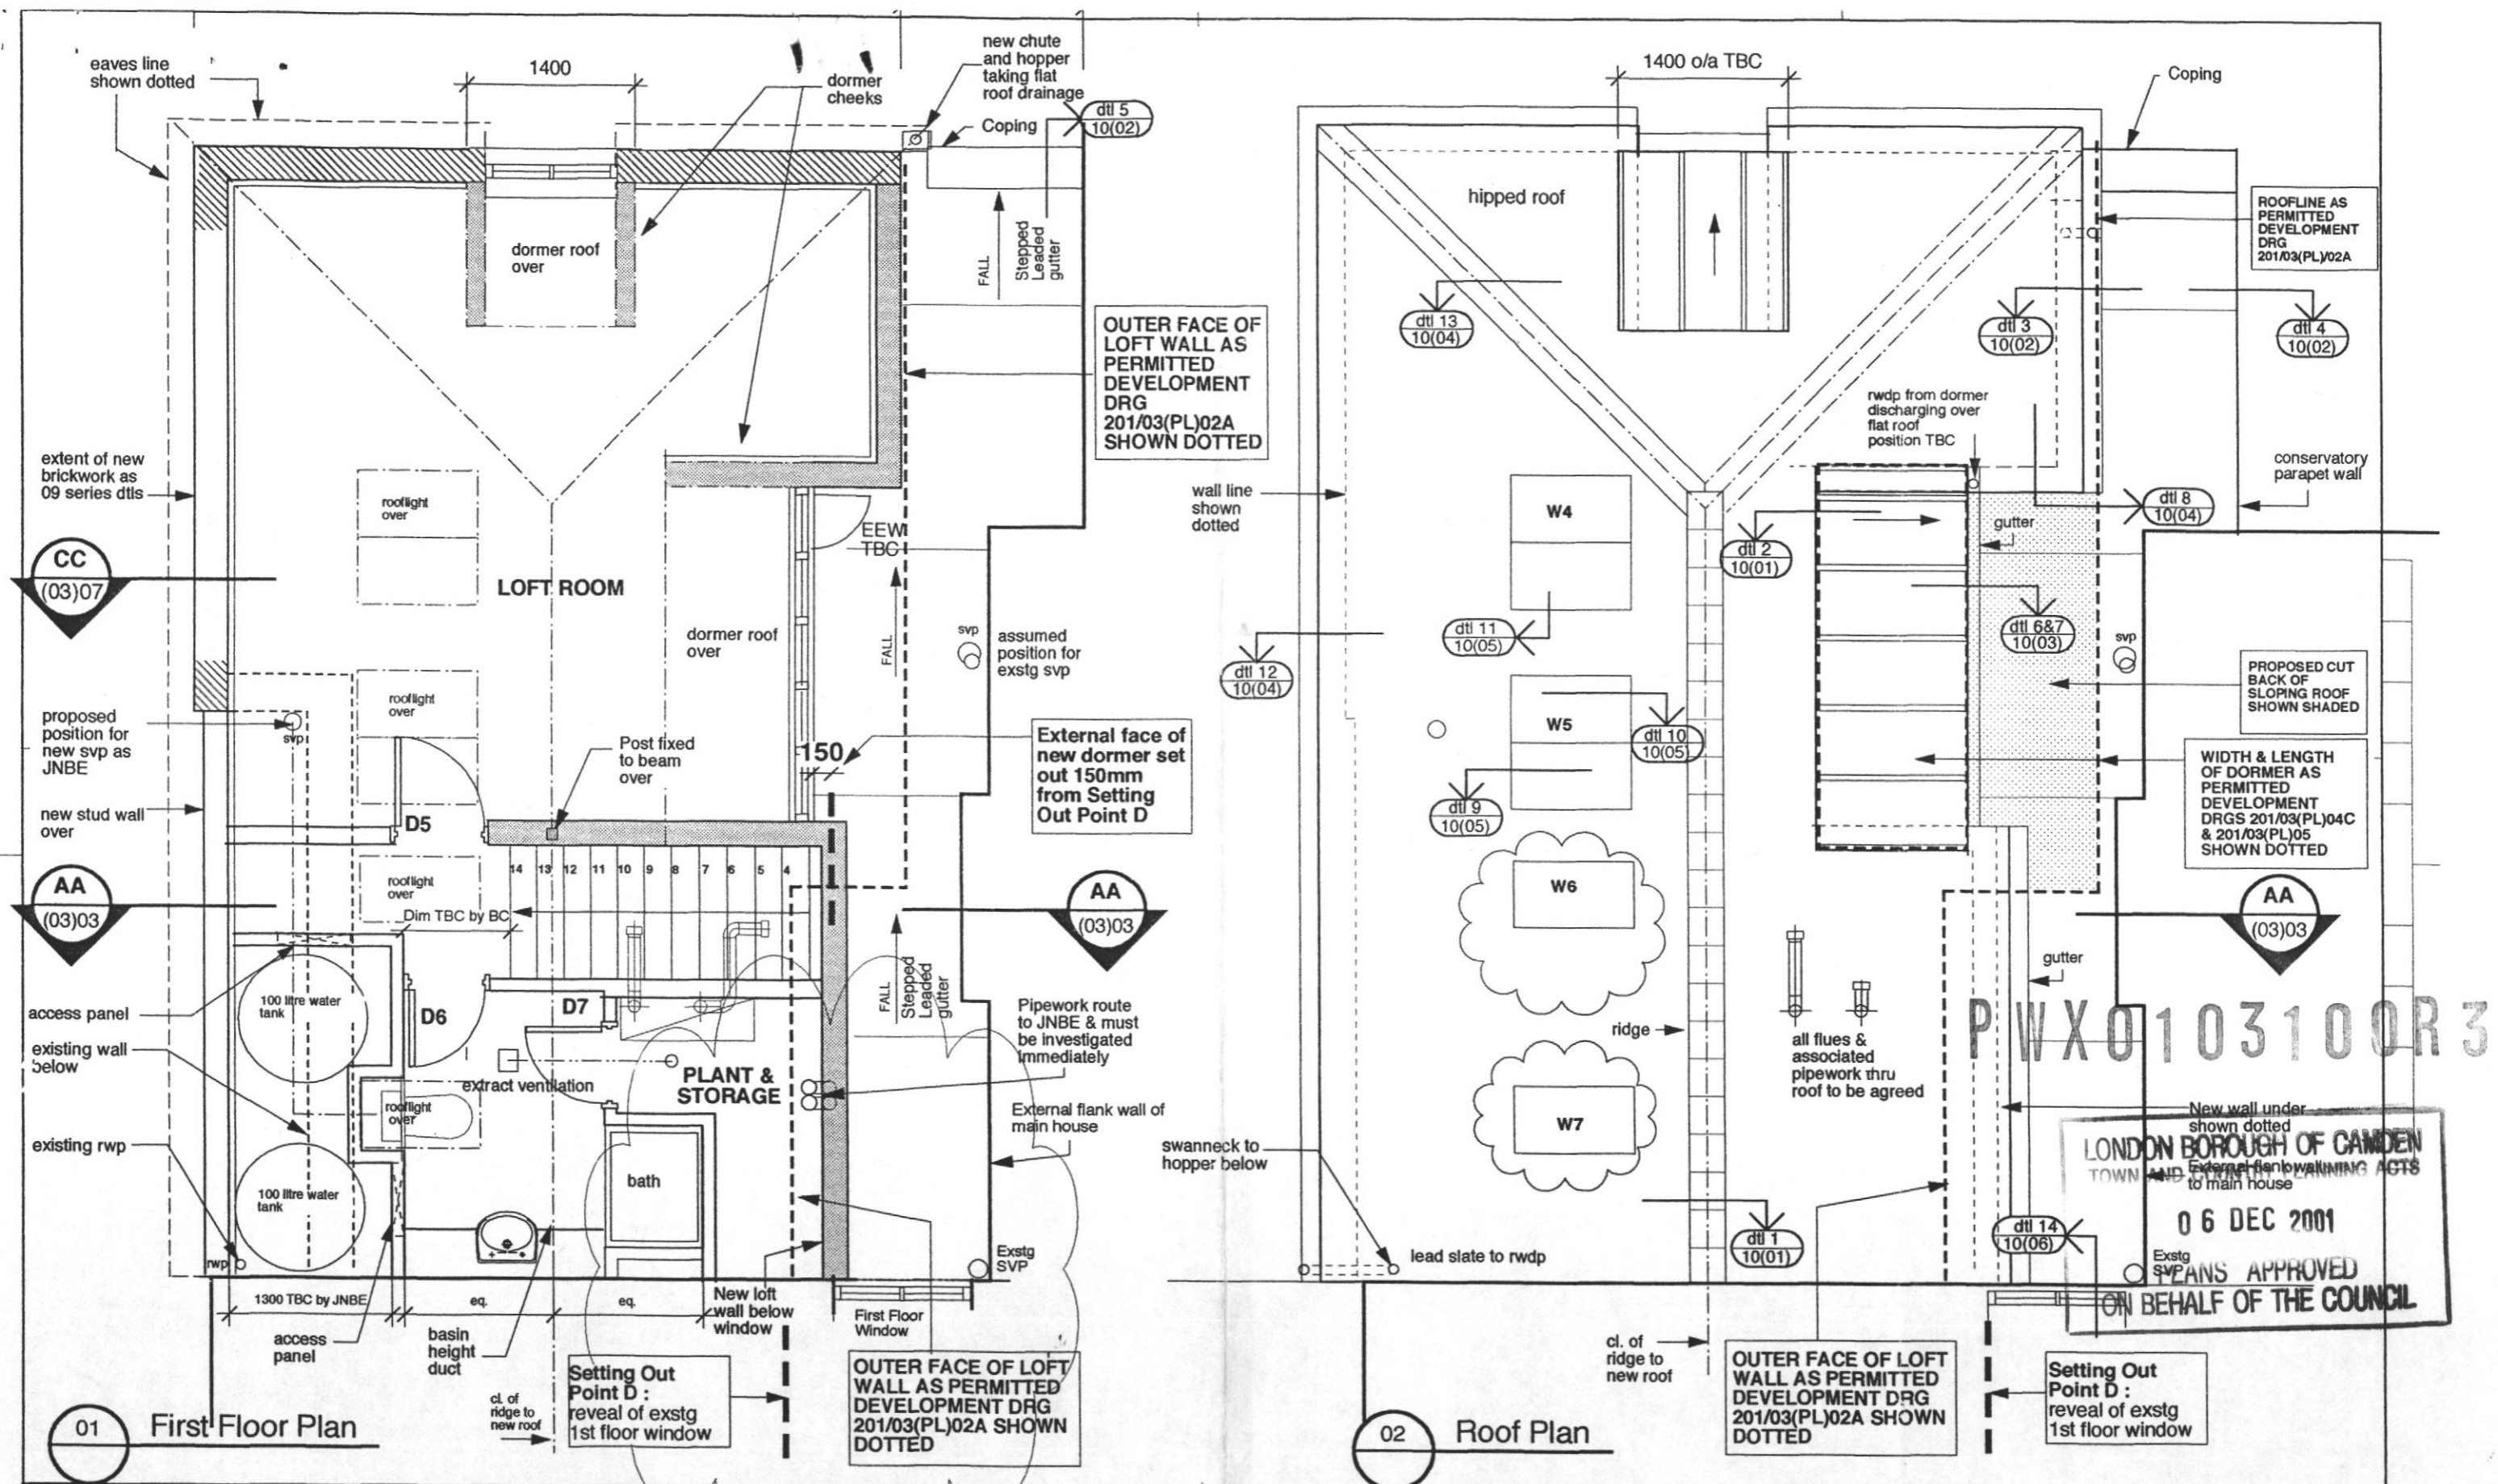 eaves line
shown dotted
1400
dormer
cheeks
new chute
and hopper
taking flat
roof drainage
Coping
dtl 5
10(02)
dormer roof
over
FALL
Stepped
Leaded
gutter
OUTER FACE OF
LOFT WALL AS
PERMITTED
DEVELOPMENT
DRG
201/03(PL)02A
SHOWN DOTTED
extent of new
brickwork as
09 series dtls
rooflight
over
EEW
TBC
CC
(03)07
LOFT ROOM
dormer roof
over
FALL
svp
assumed
position for
exstg svp
rooflight
over
proposed
position for
new svp as
JNBE
svp
Post fixed
to beam
over
150
External face of
new dormer set
out 150mm
from Setting
Out Point D
new stud wall
over
D5
AA
(03)03
rooflight
over
14 13 12 11 10 9 8 7 6 5 4
Dim TBC by BC
AA
(03)03
FALL
Stepped
Leaded
gutter
access panel
100 litre water
tank
D6
D7
Pipework route
to JNBE & must
be investigated
immediately
existing wall
below
extract ventilation
PLANT &
STORAGE
rooflight
over
External flank wall of
main house
existing rwp
100 litre water
tank
bath
rwp
Exstg
SVP
1300 TBC by JNBE
eq.
eq.
New loft
wall below
window
First Floor
Window
access
panel
basin
height
duct
cl. of
ridge to
new roof
Setting Out
Point D :
reveal of exstg
1st floor window
OUTER FACE OF LOFT
WALL AS PERMITTED
DEVELOPMENT DRG
201/03(PL)02A SHOWN
DOTTED
01
First Floor Plan
1400 o/a TBC
Coping
hipped roof
ROOFLINE AS
PERMITTED
DEVELOPMENT
DRG
201/03(PL)/02A
dtl 13
10(04)
dtl 3
10(02)
dtl 4
10(02)
rwdp from dormer
discharging over
flat roof
position TBC
conservatory
parapet wall
wall line
shown
dotted
W4
dtl 8
10(04)
gutter
dtl 2
10(01)
dtl 11
10(05)
dtl 6&7
10(03)
svp
dtl 12
10(04)
PROPOSED CUT
BACK OF
SLOPING ROOF
SHOWN SHADED
W5
dtl 10
10(05)
dtl 9
10(05)
WIDTH & LENGTH
OF DORMER AS
PERMITTED
DEVELOPMENT
DRGS 201/03(PL)04C
& 201/03(PL)05
SHOWN DOTTED
W6
AA
(03)03
gutter
PWX0103100R3
ridge
all flues &
associated
pipework thru
roof to be agreed
W7
New wall under
shown dotted
LONDON BOROUGH OF CAMDEN
TOWN AND COUNTRY PLANNING ACTS
External flank wall
to main house
swanneck to
hopper below
06 DEC 2001
dtl 14
10(06)
dtl 1
10(01)
lead slate to rwdp
Exstg
SVP
PLANS APPROVED
ON BEHALF OF THE COUNCIL
cl. of
ridge to
new roof
OUTER FACE OF LOFT
WALL AS PERMITTED
DEVELOPMENT DRG
201/03(PL)02A SHOWN
DOTTED
Setting Out
Point D :
reveal of exstg
1st floor window
02
Roof Plan